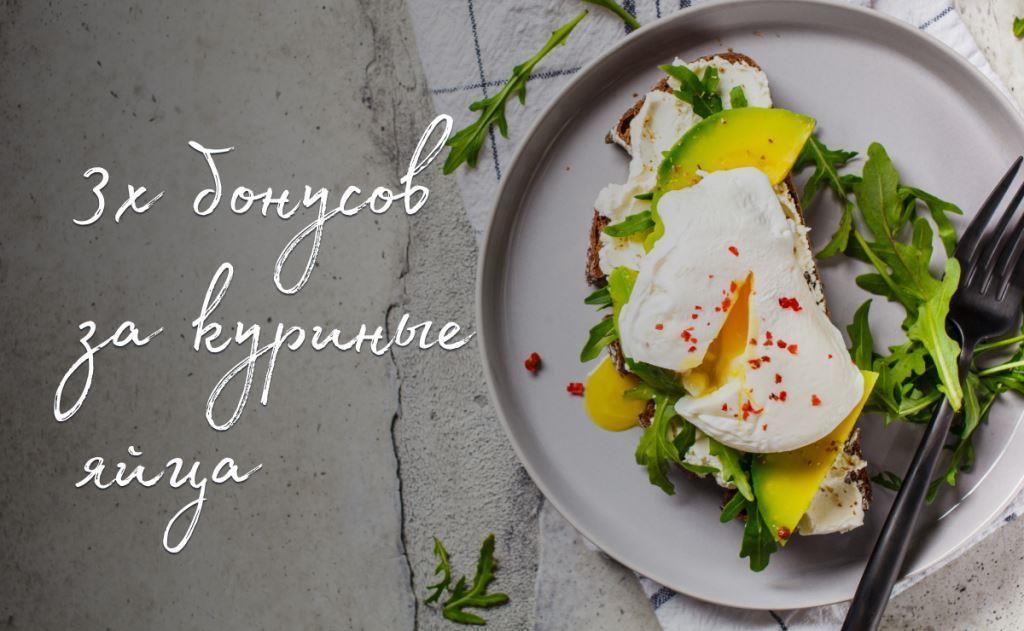 3х бонусов
за куриные
яйца